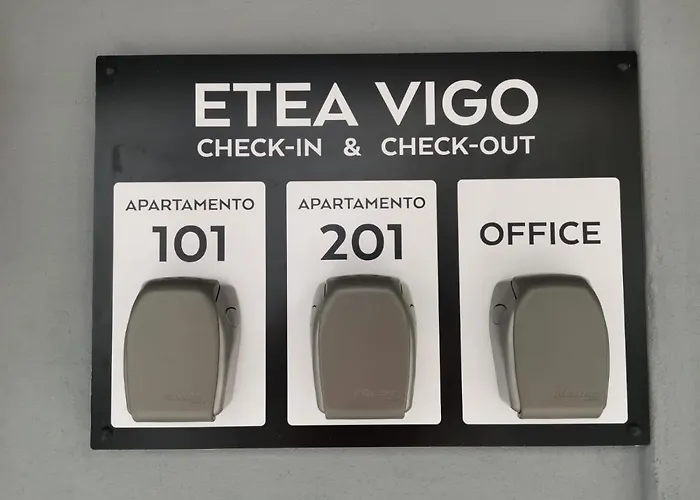 ETEA VIGO
CHECK-IN & CHECK-OUT
APARTAMENTO
101
APARTAMENTO
201
OFFICE